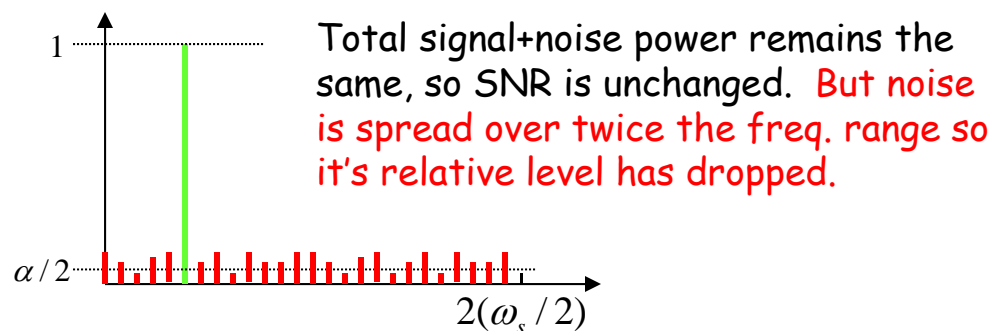 1
Total signal+noise power remains the
same, so SNR is unchanged. But noise
is spread over twice the freq. range so
it's relative level has dropped.
α / 2
2(ω_s / 2)